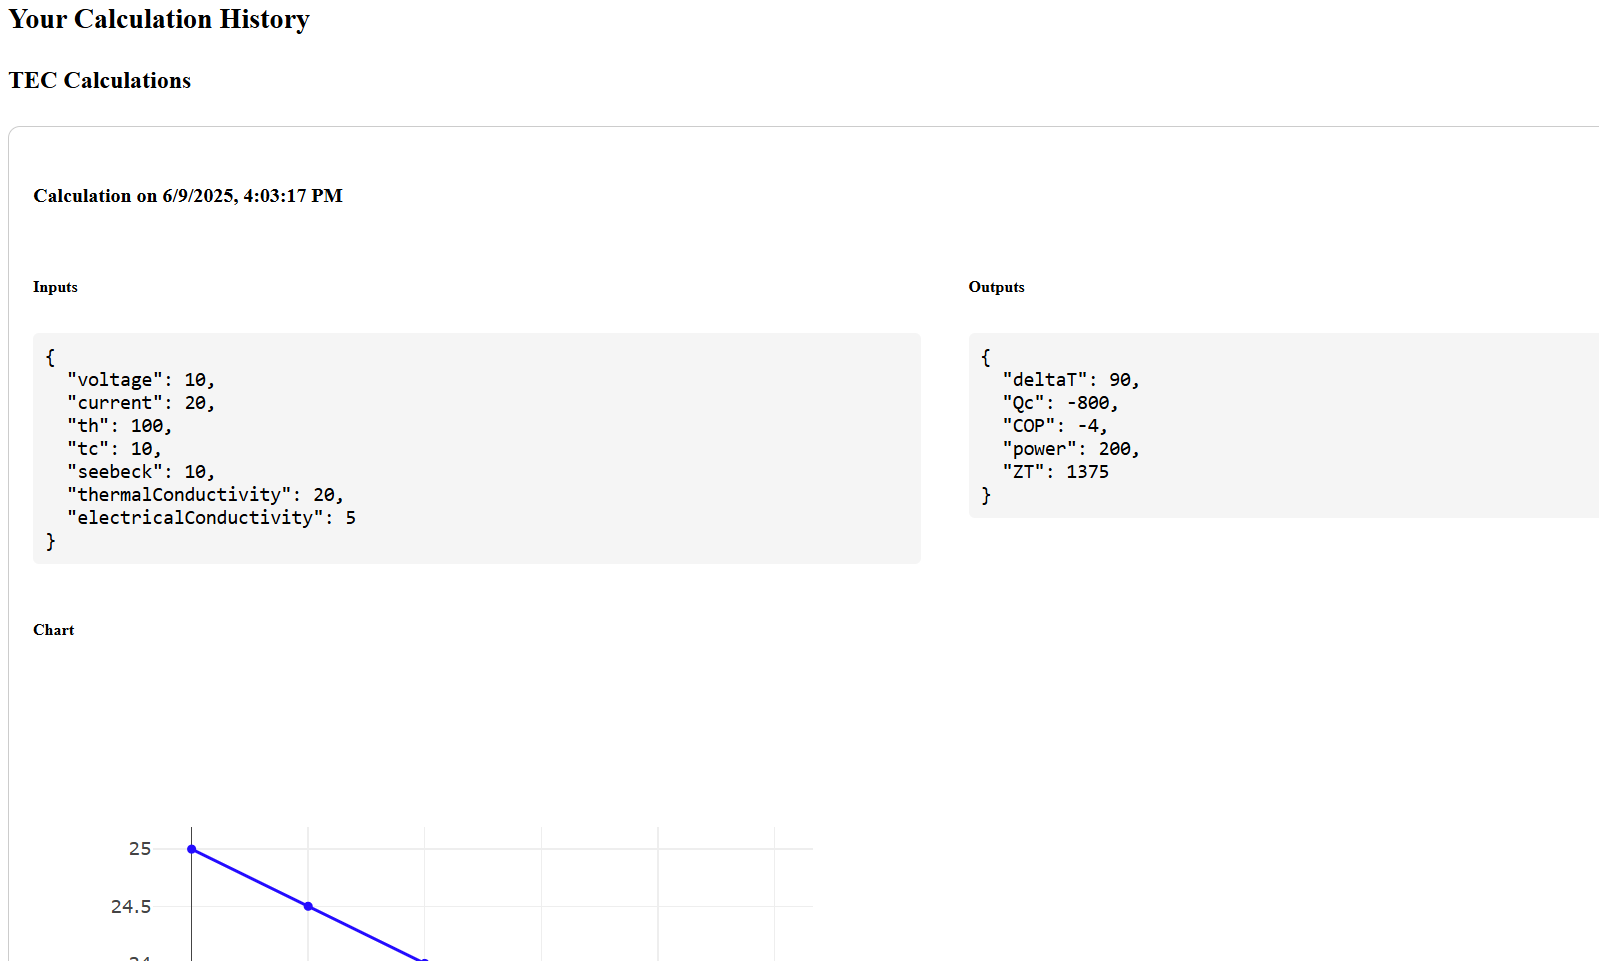 Your Calculation History
TEC Calculations
Calculation on 6/9/2025, 4:03:17 PM
Inputs
{
  "voltage": 10,
  "current": 20,
  "th": 100,
  "tc": 10,
  "seebeck": 10,
  "thermalConductivity": 20,
  "electricalConductivity": 5
}
Outputs
{
  "deltaT": 90,
  "Qc": -800,
  "COP": -4,
  "power": 200,
  "ZT": 1375
}
Chart
25
24.5